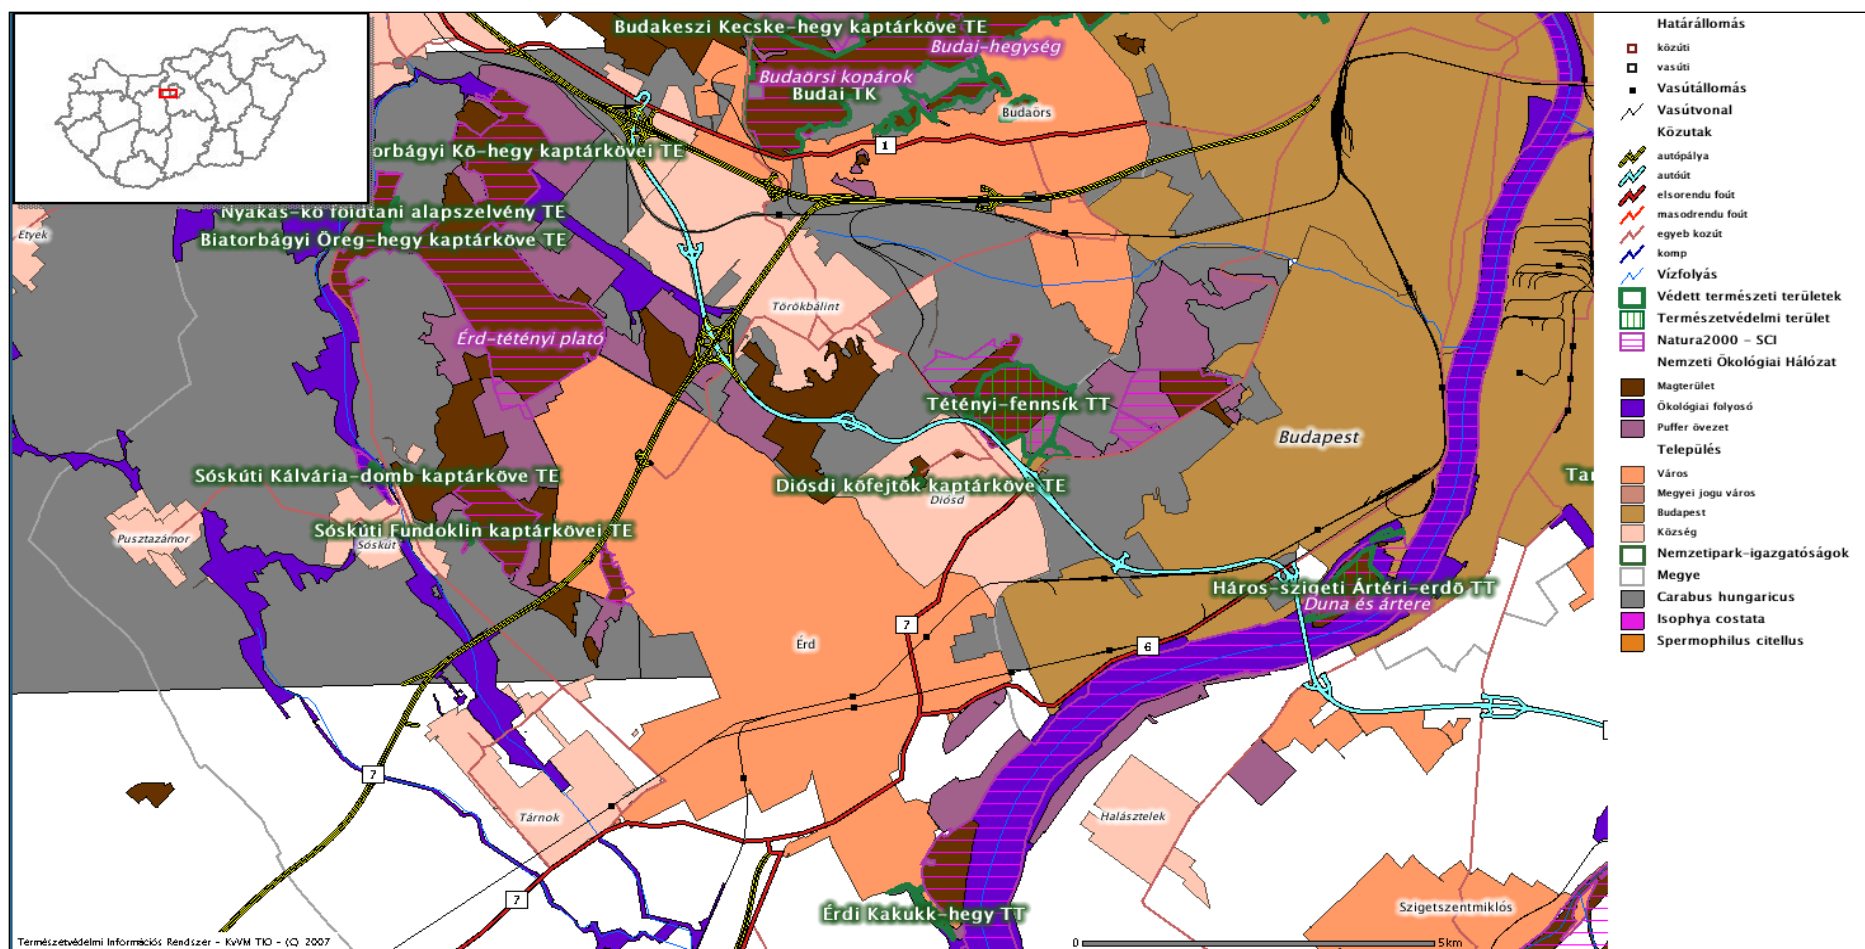 Budakeszi Kecske-hegy kaptárköve TE
Budai-hegység
Budaörsi kopárok
Budai TK
Budaörs
1
orbágyi Kő-hegy kaptárkövei TE
Nyakas-kő földtani alapszelvény TE
Etyek
Biatorbágyi Öreg-hegy kaptárköve TE
Törökbálint
Érd-tétényi plató
Tétényi-fennsík TT
Budapest
Sóskúti Kálvária-domb kaptárköve TE
Diósdi kőfejtők kaptárköve TE
Diósd
Tar
Sóskúti Fundoklin kaptárkövei TE
Pusztazámor
Sóskút
Háros-szigeti Ártéri-erdő TT
Duna és ártere
7
6
Érd
7
Tárnok
Halásztelek
7
Érdi Kakukk-hegy TT
Szigetszentmiklós
Természetvédelmi Információs Rendszer - KvVM TIO - (C) 2007
0
5km
Határállomás
közúti
vasúti
Vasútállomás
Vasútvonal
Közutak
autópálya
autóút
elsorendu foút
masodrendu foút
egyeb kozút
komp
Vízfolyás
Védett természeti területek
Természetvédelmi terület
Natura2000 - SCI
Nemzeti Ökológiai Hálózat
Magterület
Ökológiai folyosó
Puffer övezet
Település
Város
Megyei jogu város
Budapest
Község
Nemzetipark-igazgatóságok
Megye
Carabus hungaricus
Isophya costata
Spermophilus citellus